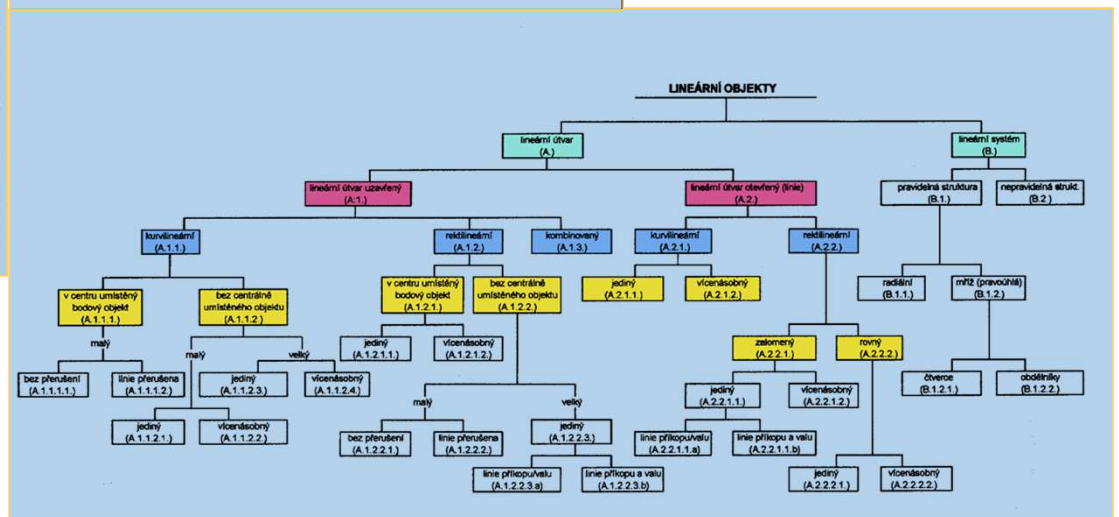 LINEÁRNÍ OBJEKTY
lineární útvar
(A.)
lineární systém
(B.)
lineární útvar uzavřený
(A.1.)
lineární útvar otevřený (linie)
(A.2.)
pravidelná struktura
(B.1.)
nepravidelná strukt.
(B.2.)
kurvilineární
(A.1.1.)
rektilineární
(A.1.2.)
kombinovaný
(A.1.3.)
kurvilineární
(A.2.1.)
rektilineární
(A.2.2.)
v centru umístěný
bodový objekt
(A.1.1.1.)
bez centrálně
umístěného objektu
(A.1.1.2)
v centru umístěný
bodový objekt
(A.1.2.1.)
bez centrálně
umístěného objektu
(A.1.2.2.)
jediný
(A.2.1.1.)
vícenásobný
(A.2.1.2.)
radiální
(B.1.1.)
mříž (pravoúhlá)
(B.1.2.)
malý
malý
velký
jediný
(A.1.2.1.1.)
vícenásobný
(A.1.2.1.2.)
zalomený
(A.2.2.1.)
rovný
(A.2.2.2.)
bez přerušení
(A.1.1.1.1.)
linie přerušena
(A.1.1.1.2.)
jediný
(A.1.1.2.3.)
vícenásobný
(A.1.1.2.4.)
čtverce
(B.1.2.1.)
obdélníky
(B.1.2.2.)
jediný
(A.2.2.1.1.)
vícenásobný
(A.2.2.1.2.)
malý
velký
jediný
(A.1.1.2.1.)
vícenásobný
(A.1.1.2.2.)
bez přerušení
(A.1.2.2.1.)
linie přerušena
(A.1.2.2.2.)
jediný
(A.1.2.2.3.)
linie příkopu/valu
(A.2.2.1.1.a)
linie příkopu a valu
(A.2.2.1.1.b)
linie příkopu/valu
(A.1.2.2.3.a)
linie příkopu a valu
(A.1.2.2.3.b)
jediný
(A.2.2.2.1.)
vícenásobný
(A.2.2.2.2.)